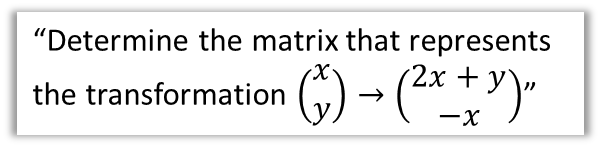 “Determine the matrix that represents
the transformation (x y) → (2x + y −x)”